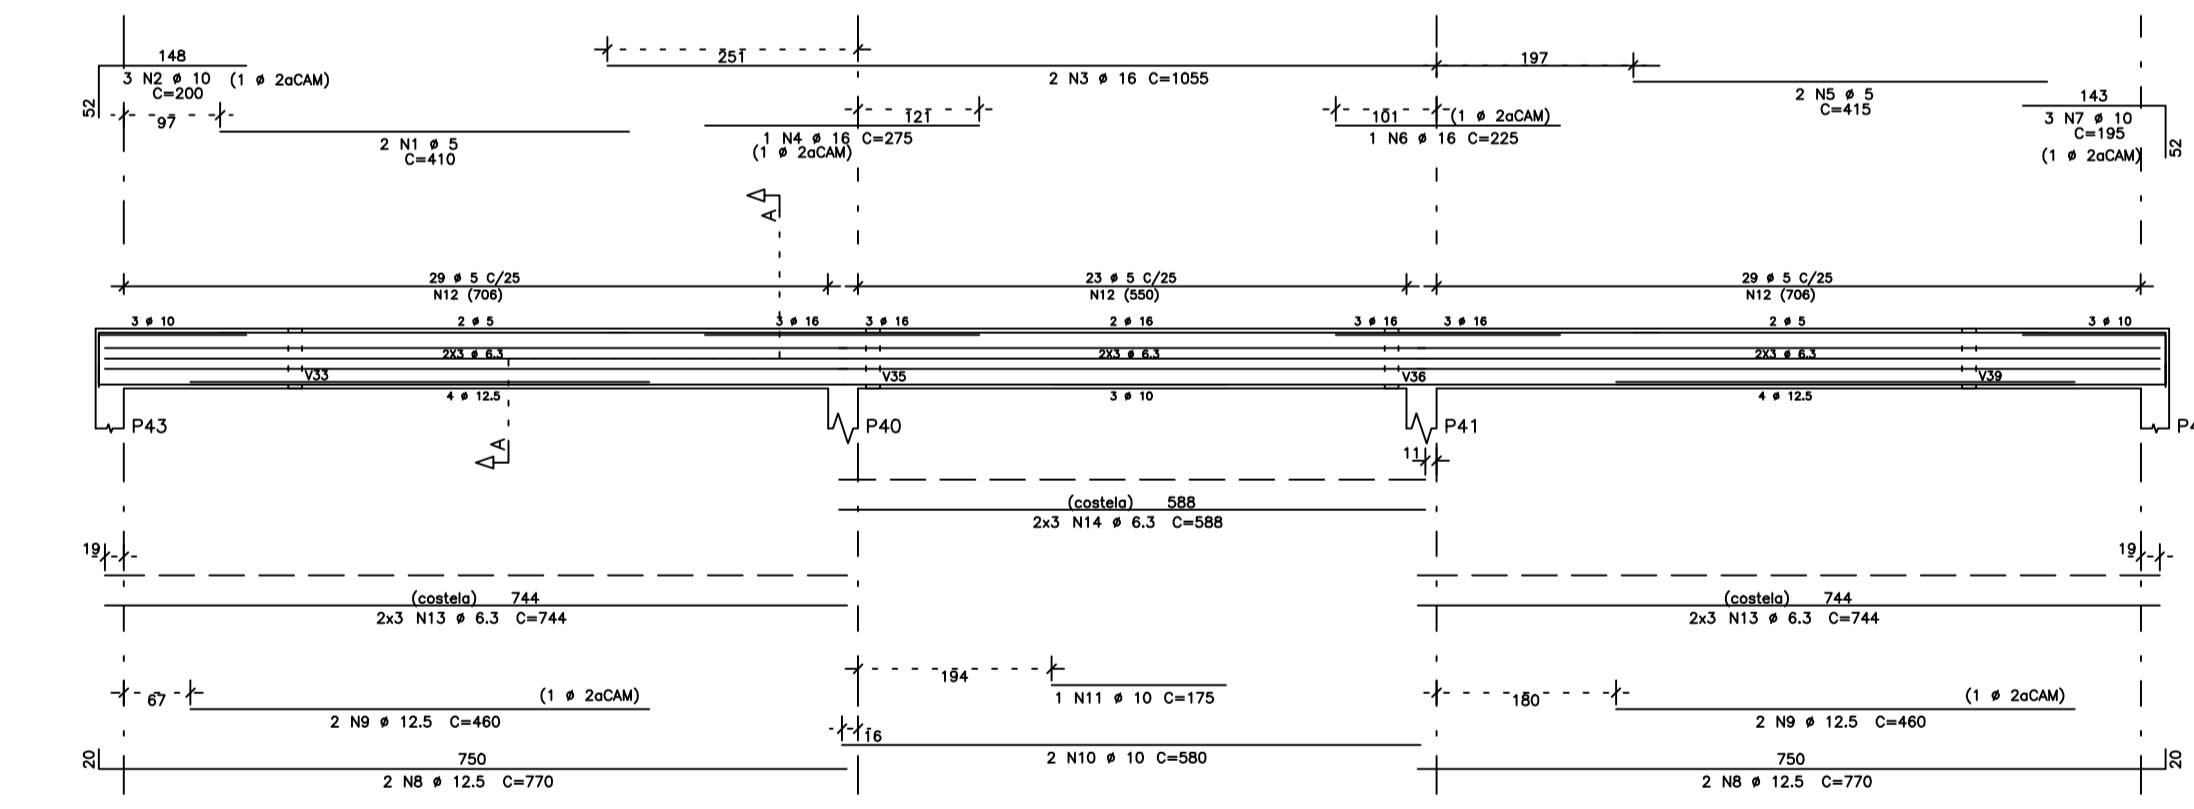 148
3 N2 ø 10 (1 ø 2aCAM)
C=200
52
97
2 N1 ø 5
C=410
251
2 N3 ø 16 C=1055
121
1 N4 ø 16 C=275
(1 ø 2aCAM)
101
(1 ø 2aCAM)
1 N6 ø 16 C=225
197
2 N5 ø 5
C=415
143
3 N7 ø 10
C=195
(1 ø 2aCAM)
52
A
29 ø 5 C/25
N12 (706)
23 ø 5 C/25
N12 (550)
29 ø 5 C/25
N12 (706)
3 ø 10
2 ø 5
3 ø 16
3 ø 16
2 ø 16
3 ø 16
3 ø 16
2 ø 5
3 ø 10
2X3 ø 6.3
2X3 ø 6.3
2X3 ø 6.3
V33
V35
V36
V39
4 ø 12.5
3 ø 10
4 ø 12.5
P43
P40
P41
A
11
(costela) 588
2x3 N14 ø 6.3 C=588
19
19
(costela) 744
2x3 N13 ø 6.3 C=744
(costela) 744
2x3 N13 ø 6.3 C=744
67
(1 ø 2aCAM)
2 N9 ø 12.5 C=460
194
1 N11 ø 10 C=175
180
(1 ø 2aCAM)
2 N9 ø 12.5 C=460
16
2 N10 ø 10 C=580
20
750
2 N8 ø 12.5 C=770
750
2 N8 ø 12.5 C=770
20